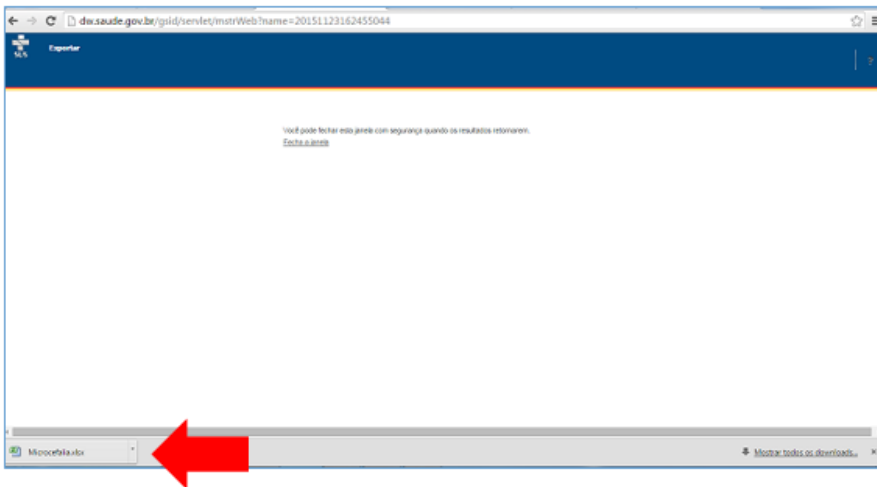 dw.saude.gov.br/gsid/servlet/mstrWeb?name=20151123162455044
SUS
Exportar
?
Você pode fechar esta janela com segurança quando os resultados retornarem.
Fecha a janela
Microcefalia.xlsx
Mostrar todos os downloads...